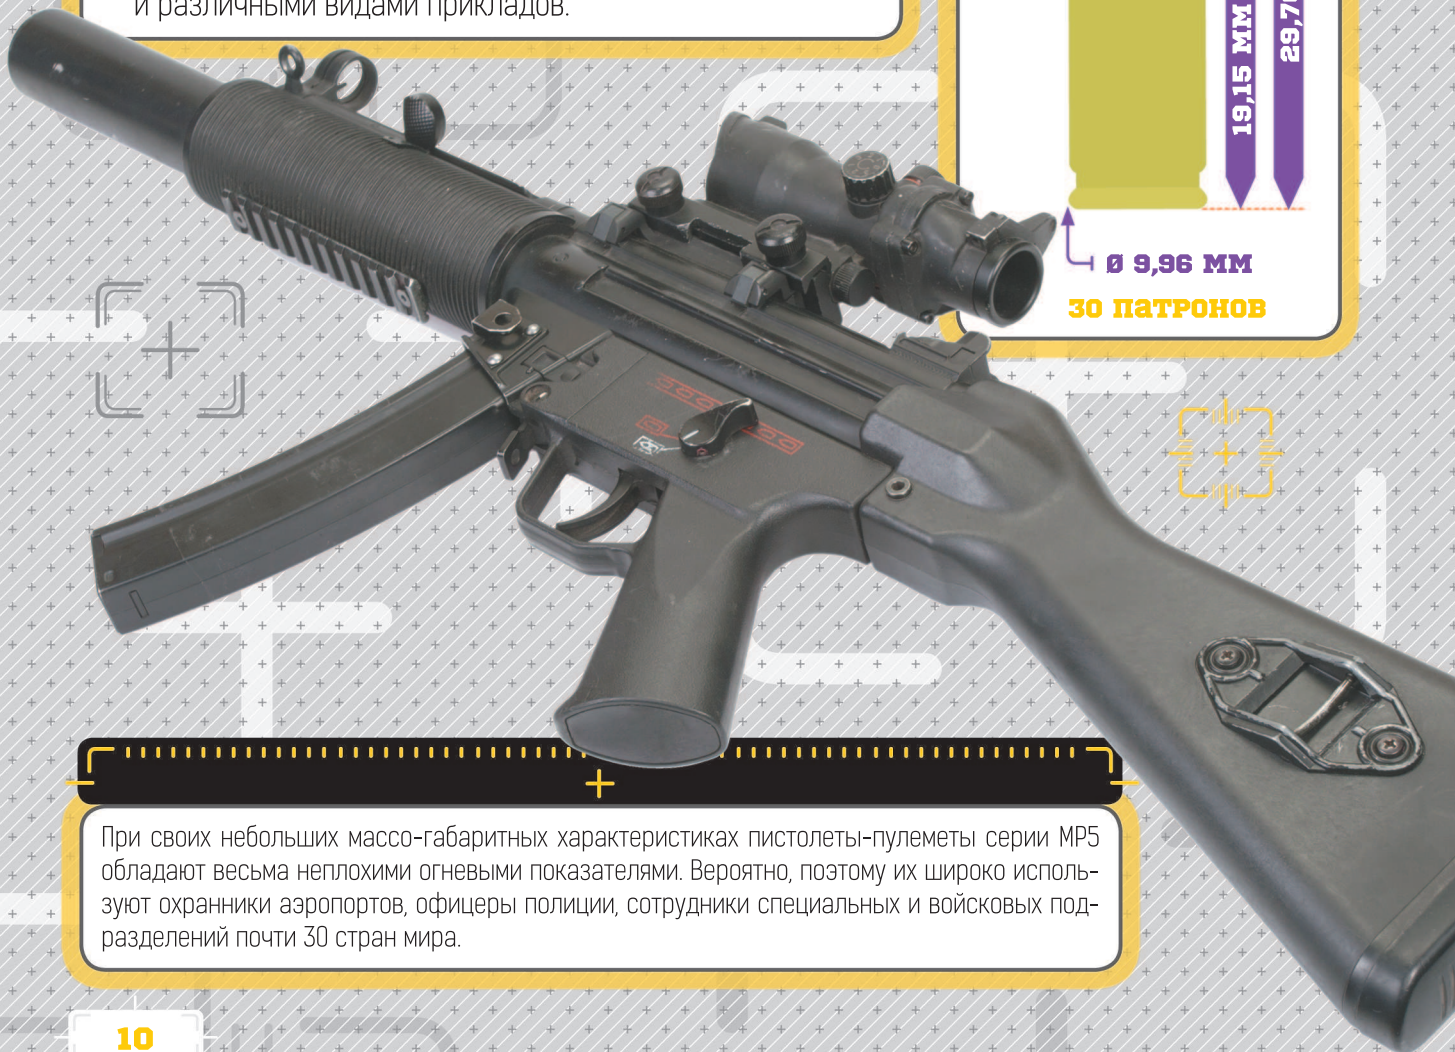 и различными видами прикладов.
19,15 ММ
29,7
Ø 9,96 ММ
30 ПАТРОНОВ
При своих небольших массо-габаритных характеристиках пистолеты-пулеметы серии MP5
обладают весьма неплохими огневыми показателями. Вероятно, поэтому их широко исполь-
зуют охранники аэропортов, офицеры полиции, сотрудники специальных и войсковых под-
разделений почти 30 стран мира.
10